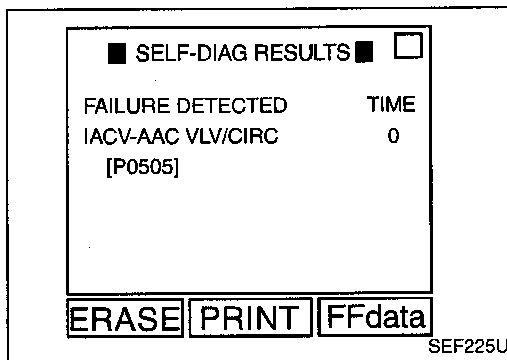 SELF-DIAG RESULTS
FAILURE DETECTED TIME
IACV-AAC VLV/CIRC 0
[P0505]
ERASE PRINT FFdata
SEF225U